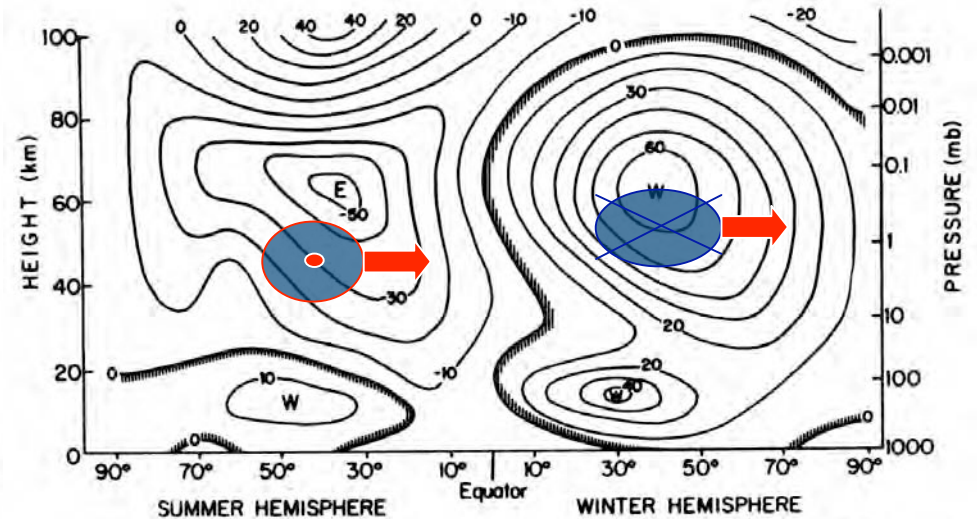 0 20 40 40 20 0 -10 -10 -20
100
0
0.001
30
0.01
80
60
0.1
E
W
-50
60
1
40
-30
10
20
-10
20
20
0
10
40
100
W
W
0
0
0
1000
90° 70° 50° 30° 10° 10° 30° 50° 70° 90°
Equator
SUMMER HEMISPHERE
WINTER HEMISPHERE
HEIGHT (km)
PRESSURE (mb)